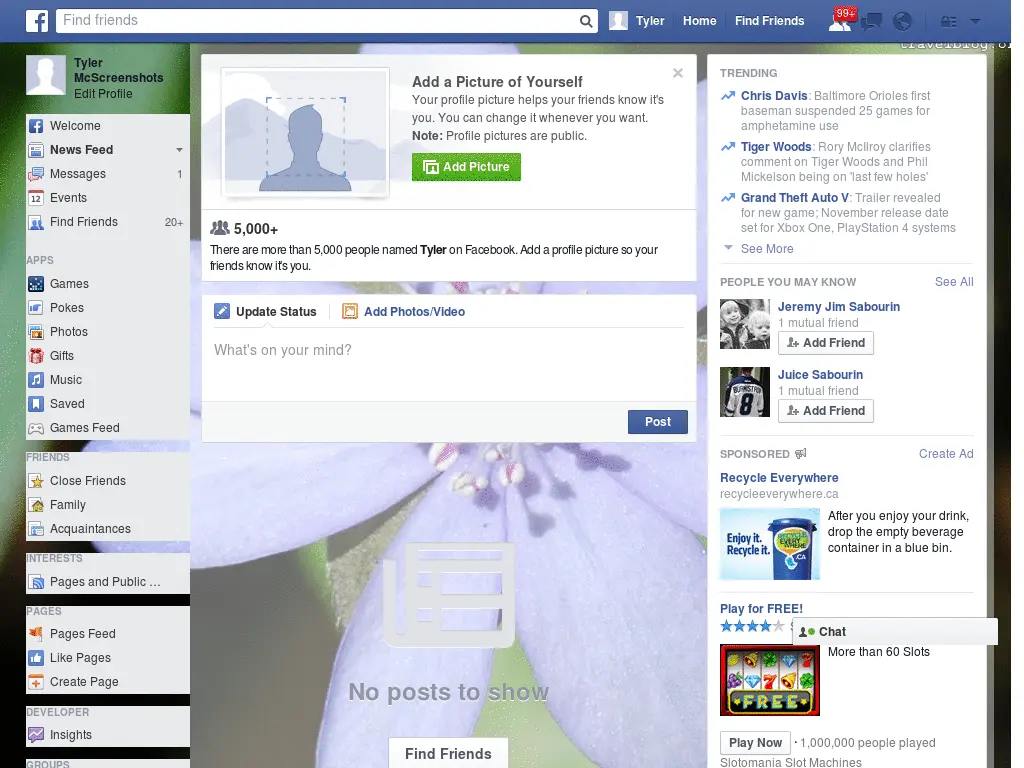 Find friends
Tyler
Home
Find Friends
99+
travelblog.o
Tyler
McScreenshots
Edit Profile
Welcome
News Feed
Messages 1
12 Events
Find Friends 20+
APPS
Games
Pokes
Photos
Gifts
Music
Saved
Games Feed
FRIENDS
Close Friends
Family
Acquaintances
INTERESTS
Pages and Public ...
PAGES
Pages Feed
Like Pages
Create Page
DEVELOPER
Insights
GROUPS
Add a Picture of Yourself
Your profile picture helps your friends know it's
you. You can change it whenever you want.
Note: Profile pictures are public.
Add Picture
5,000+
There are more than 5,000 people named Tyler on Facebook. Add a profile picture so your
friends know it's you.
Update Status
Add Photos/Video
What's on your mind?
Post
No posts to show
Find Friends
TRENDING
Chris Davis: Baltimore Orioles first
baseman suspended 25 games for
amphetamine use
Tiger Woods: Rory McIlroy clarifies
comment on Tiger Woods and Phil
Mickelson being on 'last few holes'
Grand Theft Auto V: Trailer revealed
for new game; November release date
set for Xbox One, PlayStation 4 systems
See More
PEOPLE YOU MAY KNOW See All
Jeremy Jim Sabourin
1 mutual friend
Add Friend
Juice Sabourin
1 mutual friend
Add Friend
8
SPONSORED Create Ad
Recycle Everywhere
recycleeverywhere.ca
Enjoy it.
Recycle it.
RECYCLE
EVERY
WHERE
.CA
After you enjoy your drink,
drop the empty beverage
container in a blue bin.
Play for FREE!
Chat
More than 60 Slots
FREE
Play Now · 1,000,000 people played
Slotomania Slot Machines